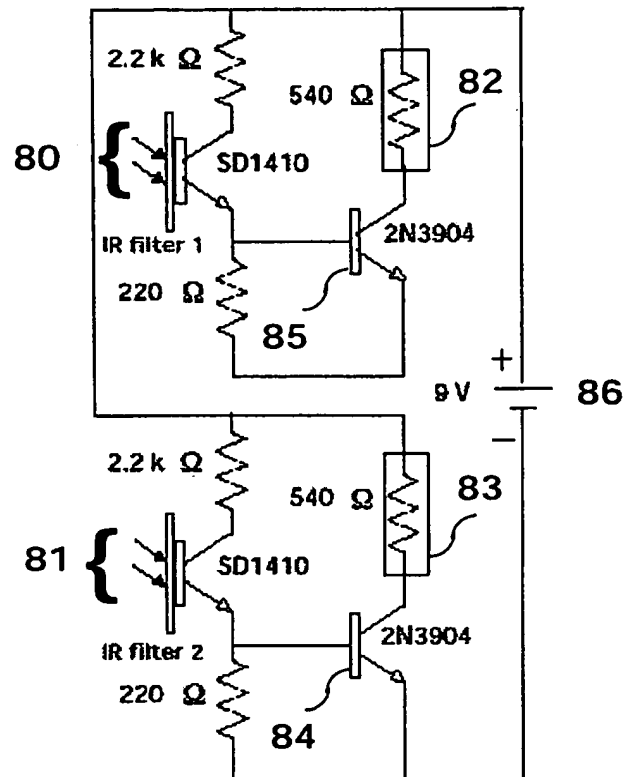 2.2 k Ω
540 Ω
82
80
SD1410
IR filter 1
2N3904
220 Ω
85
+
9 V
86
−
2.2 k Ω
540 Ω
83
81
SD1410
IR filter 2
2N3904
220 Ω
84